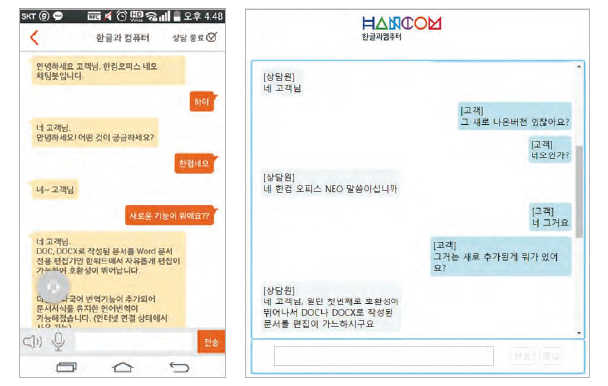 SKT
HD
오후 4:48
한글과 컴퓨터
상담 종료
안녕하세요 고객님. 한컴오피스 네오
채팅봇입니다.
하이
네 고객님.
안녕하세요! 어떤 것이 궁금하세요?
한컴네오
네~ 고객님
새로운 기능이 뭐에요??
네 고객님.
DOC, DOCX로 작성된 문서를 Word 문서
전용 편집기인 한워드에서 자유롭게 편집이
가능하며 호환성이 뛰어납니다.
다국어 번역기능이 추가되어
문서서식을 유지한 언어번역이
가능해졌습니다. (인터넷 연결 상태에서
사용 가능)
전송
HANCOM
한글과컴퓨터
[상담원]
네 고객님
[고객]
그 새로 나온버전 있잖아요?
[고객]
네오인가?
[상담원]
네 한컴 오피스 NEO 말씀이십니까
[고객]
네 그거요
[고객]
그거는 새로 추가된게 뭐가 있어
요?
[상담원]
네 고객님, 일단 첫번째로 호환성이
뛰어나서 DOC나 DOCX로 작성된
문서를 편집이 가느하시구요